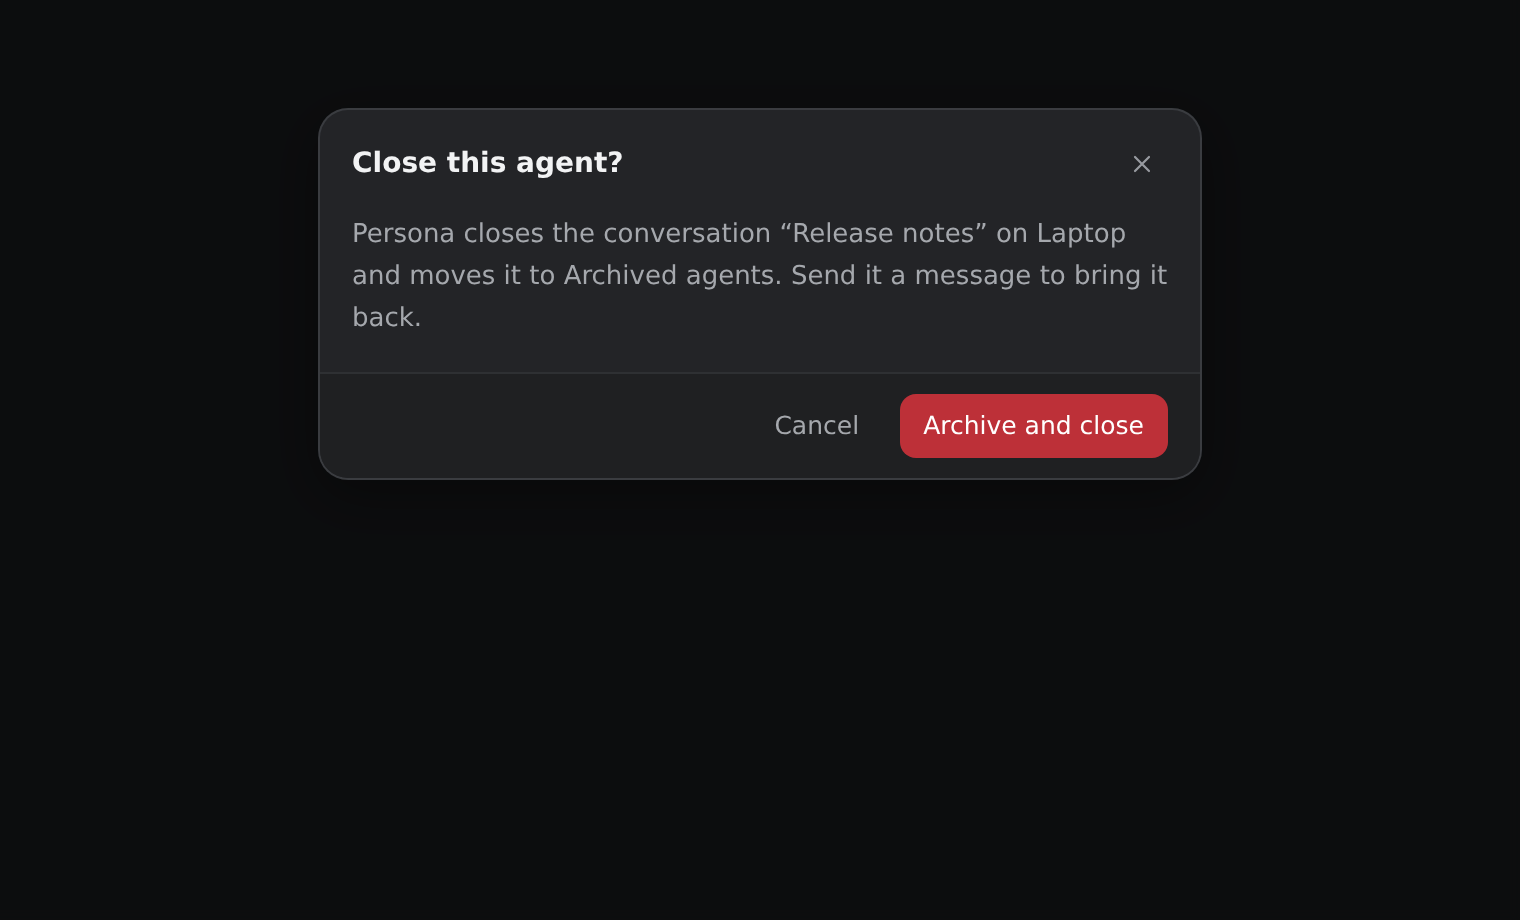 Close this agent?
Persona closes the conversation “Release notes” on Laptop
and moves it to Archived agents. Send it a message to bring it
back.
Cancel
Archive and close